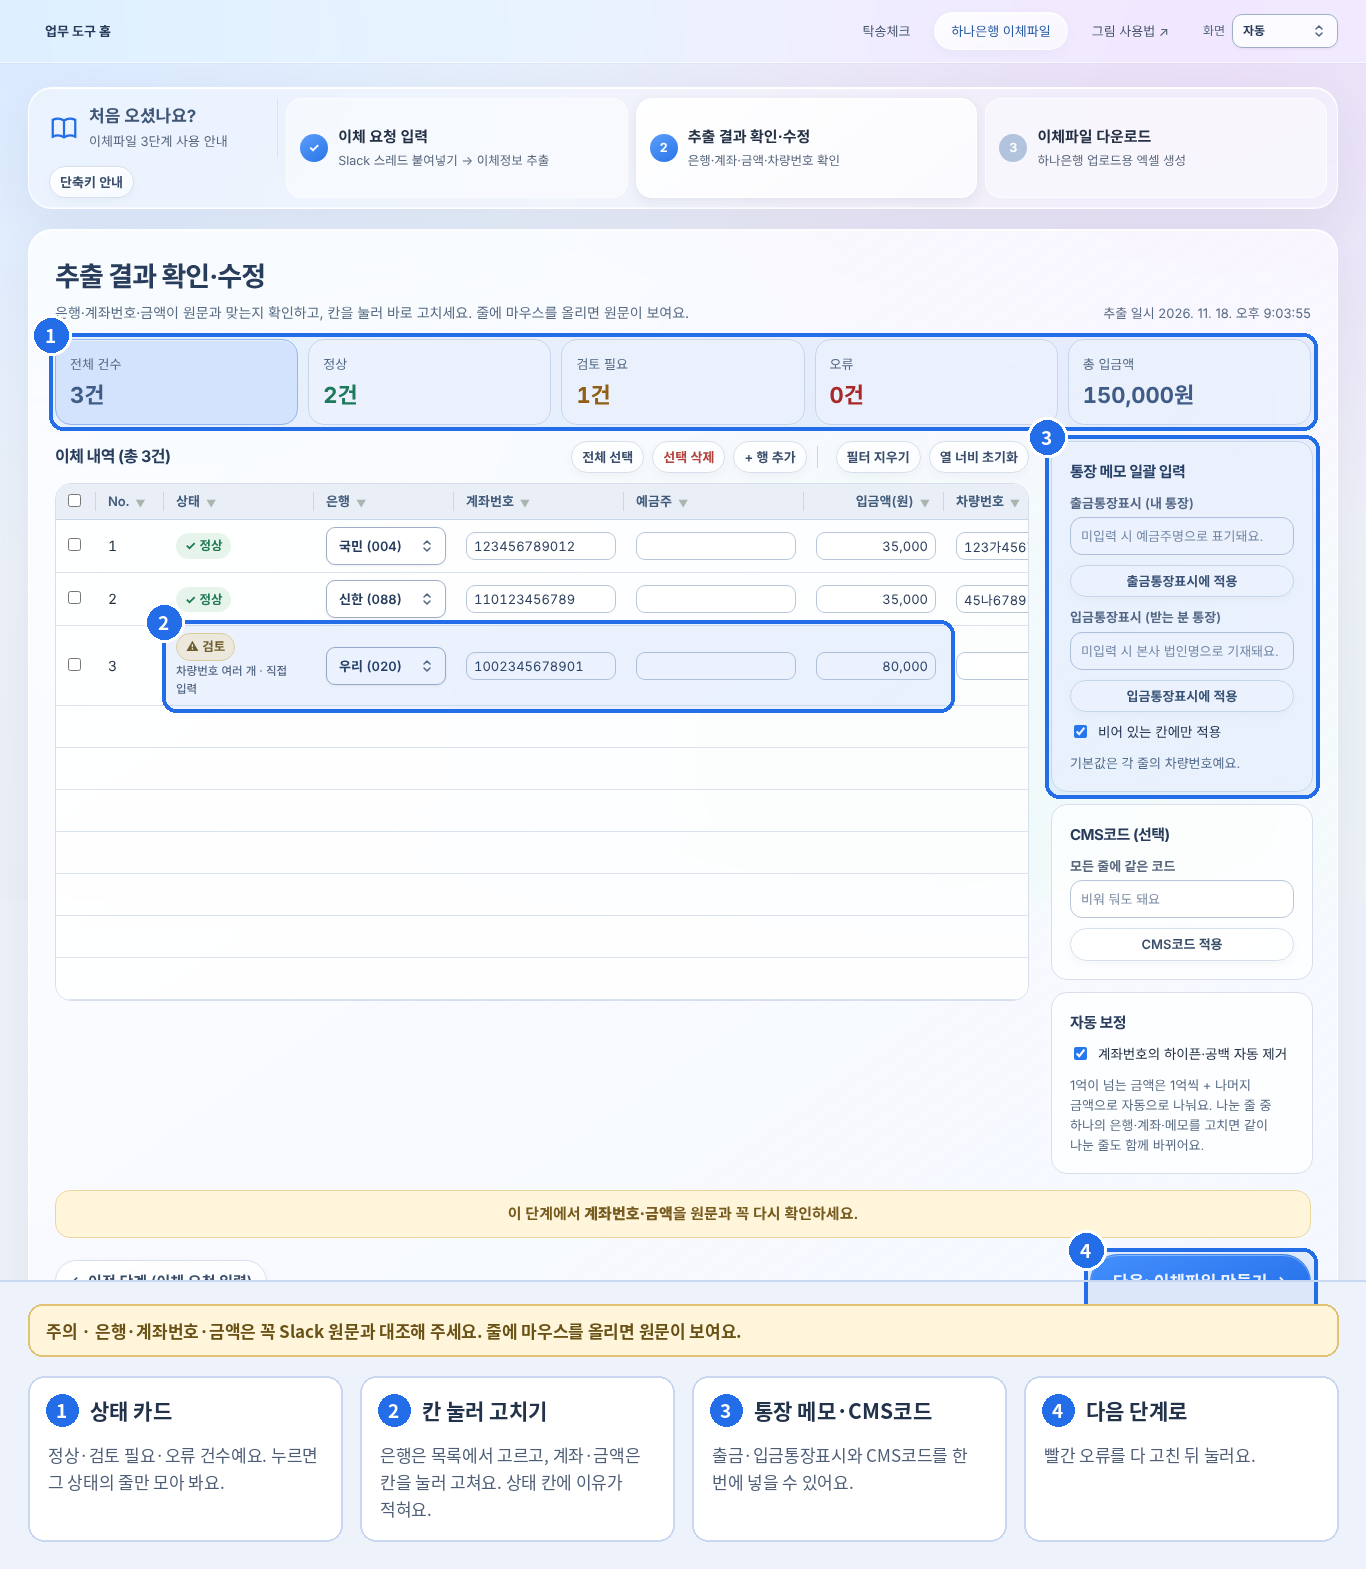 업무 도구 홈
탁송체크
하나은행 이체파일
그림 사용법 ↗
화면
자동
처음 오셨나요?
이체파일 3단계 사용 안내
단축키 안내
✓
이체 요청 입력
Slack 스레드 붙여넣기 → 이체정보 추출
2
추출 결과 확인·수정
은행·계좌·금액·차량번호 확인
3
이체파일 다운로드
하나은행 업로드용 엑셀 생성
추출 결과 확인·수정
은행·계좌번호·금액이 원문과 맞는지 확인하고, 칸을 눌러 바로 고치세요. 줄에 마우스를 올리면 원문이 보여요.
추출 일시 2026. 11. 18. 오후 9:03:55
1
전체 건수
3건
정상
2건
검토 필요
1건
오류
0건
총 입금액
150,000원
이체 내역 (총 3건)
전체 선택
선택 삭제
+ 행 추가
필터 지우기
열 너비 초기화
No. ▼
상태 ▼
은행 ▼
계좌번호 ▼
예금주 ▼
입금액(원) ▼
차량번호 ▼
1
✓ 정상
국민 (004)
123456789012
35,000
123가456
2
✓ 정상
신한 (088)
110123456789
35,000
45나6789
2
3
⚠ 검토
차량번호 여러 개 · 직접
입력
우리 (020)
1002345678901
80,000
3
통장 메모 일괄 입력
출금통장표시 (내 통장)
미입력 시 예금주명으로 표기돼요.
출금통장표시에 적용
입금통장표시 (받는 분 통장)
미입력 시 본사 법인명으로 기재돼요.
입금통장표시에 적용
비어 있는 칸에만 적용
기본값은 각 줄의 차량번호예요.
CMS코드 (선택)
모든 줄에 같은 코드
비워 둬도 돼요
CMS코드 적용
자동 보정
계좌번호의 하이픈·공백 자동 제거
1억이 넘는 금액은 1억씩 + 나머지
금액으로 자동으로 나눠요. 나눈 줄 중
하나의 은행·계좌·메모를 고치면 같이
나눈 줄도 함께 바뀌어요.
이 단계에서 계좌번호·금액을 원문과 꼭 다시 확인하세요.
← 이전 단계 (이체 요청 입력)
4
다음: 이체파일 만들기 →
주의 · 은행·계좌번호·금액은 꼭 Slack 원문과 대조해 주세요. 줄에 마우스를 올리면 원문이 보여요.
1 상태 카드
정상·검토 필요·오류 건수예요. 누르면
그 상태의 줄만 모아 봐요.
2 칸 눌러 고치기
은행은 목록에서 고르고, 계좌·금액은
칸을 눌러 고쳐요. 상태 칸에 이유가
적혀요.
3 통장 메모·CMS코드
출금·입금통장표시와 CMS코드를 한
번에 넣을 수 있어요.
4 다음 단계로
빨간 오류를 다 고친 뒤 눌러요.